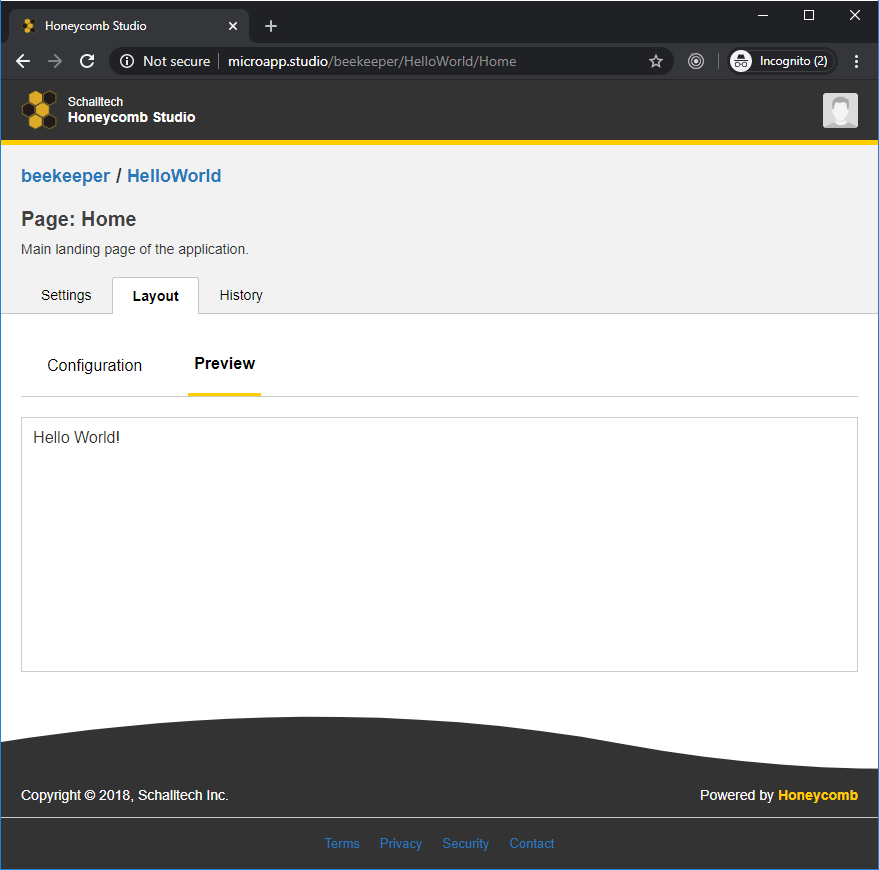 Honeycomb Studio
Not secure microapp.studio/beekeeper/HelloWorld/Home Incognito (2)
Schalltech
Honeycomb Studio
beekeeper / HelloWorld
Page: Home
Main landing page of the application.
Settings Layout History
Configuration Preview
Hello World!
Copyright © 2018, Schalltech Inc. Powered by Honeycomb
Terms Privacy Security Contact